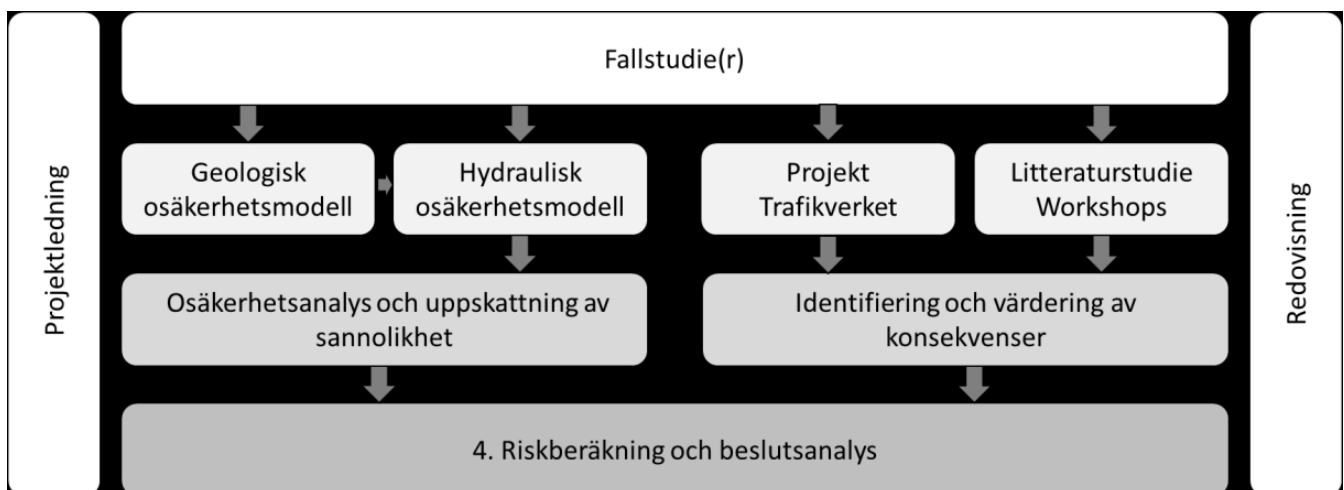 Projektledning
Fallstudie(r)
Geologisk
osäkerhetsmodell
Hydraulisk
osäkerhetsmodell
Projekt
Trafikverket
Litteraturstudie
Workshops
Osäkerhetsanalys och uppskattning av
sannolikhet
Identifiering och värdering av
konsekvenser
4. Riskberäkning och beslutsanalys
Redovisning